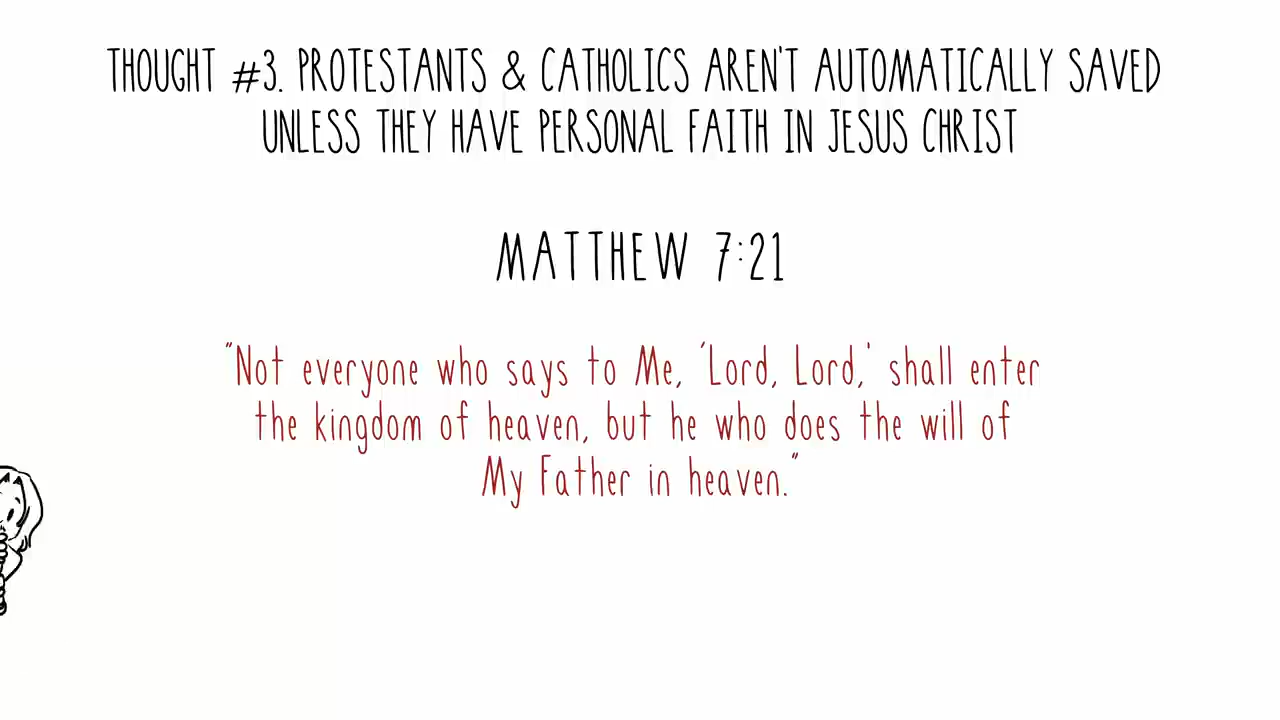 THOUGHT #3. PROTESTANTS & CATHOLICS AREN'T AUTOMATICALLY SAVED
UNLESS THEY HAVE PERSONAL FAITH IN JESUS CHRIST
MATTHEW 7:21
"Not everyone who says to Me, 'Lord, Lord,' shall enter
the kingdom of heaven, but he who does the will of
My Father in heaven."